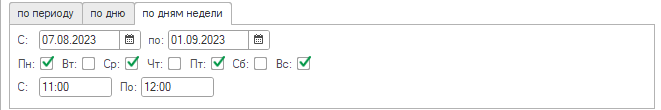 по периоду по дню по дням недели
С: 07.08.2023 по: 01.09.2023
Пн: Вт: Ср: Чт: Пт: Сб: Вс:
С: 11:00 По: 12:00